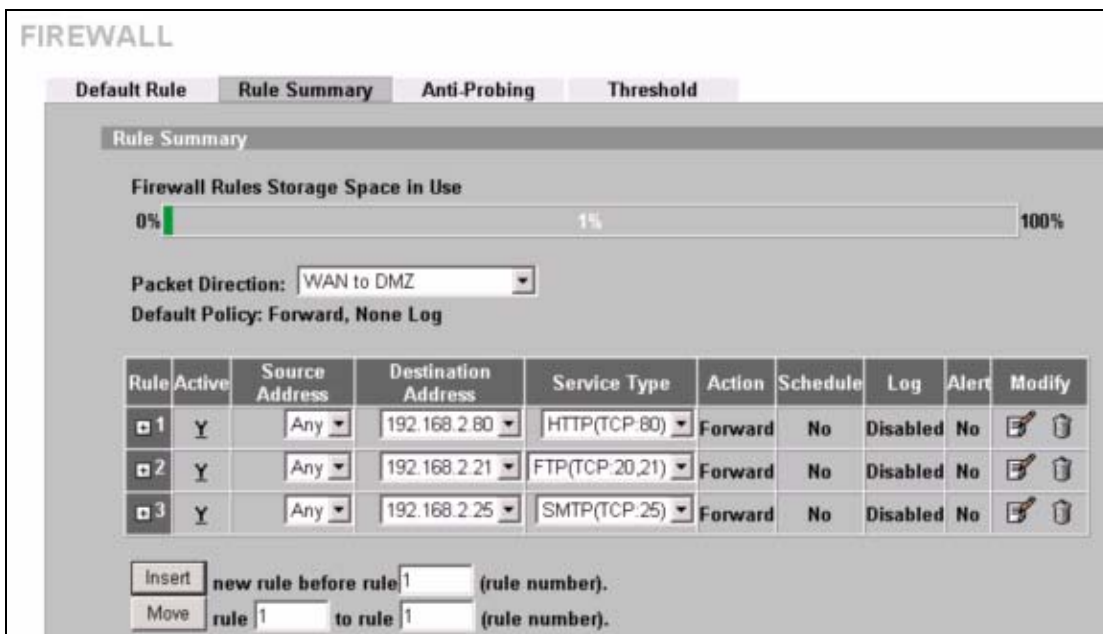 FIREWALL
Default Rule Rule Summary Anti-Probing Threshold
Rule Summary
Firewall Rules Storage Space in Use
0% 1% 100%
Packet Direction: WAN to DMZ
Default Policy: Forward, None Log
Rule Active Source Address Destination Address Service Type Action Schedule Log Alert Modify
1 Y Any 192.168.2.80 HTTP(TCP:80) Forward No Disabled No
2 Y Any 192.168.2.21 FTP(TCP:20,21) Forward No Disabled No
3 Y Any 192.168.2.25 SMTP(TCP:25) Forward No Disabled No
Insert new rule before rule 1 (rule number).
Move rule 1 to rule 1 (rule number).